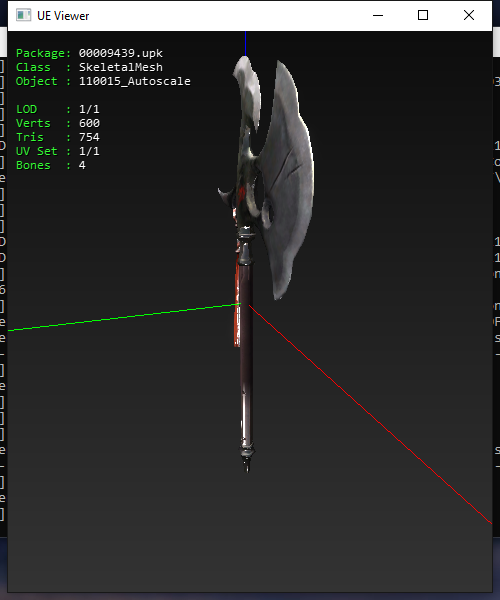 UE Viewer
Package: 00009439.upk
Class : SkeletalMesh
Object : 110015_Autoscale
LOD : 1/1
Verts : 600
Tris : 754
UV Set : 1/1
Bones : 4